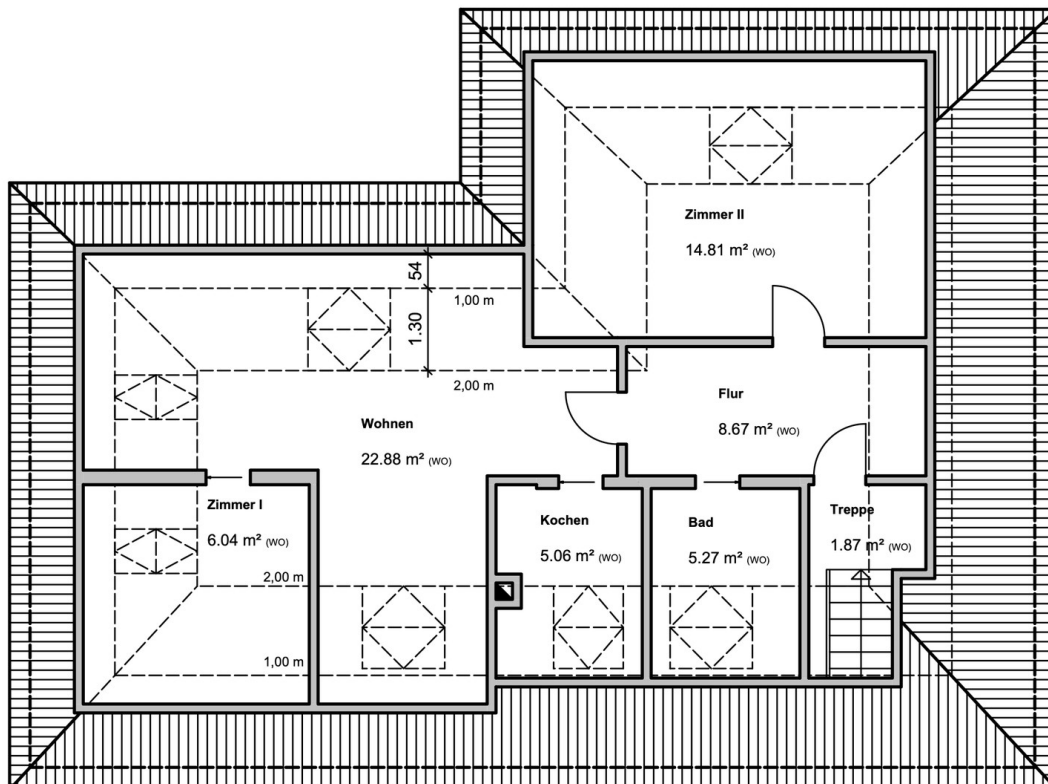 Zimmer II
14.81 m² (WO)
54
1,00 m
1.30
2,00 m
Flur
8.67 m² (WO)
Wohnen
22.88 m² (WO)
Zimmer I
6.04 m² (WO)
Kochen
5.06 m² (WO)
Bad
5.27 m² (WO)
Treppe
1.87 m² (WO)
2,00 m
1,00 m